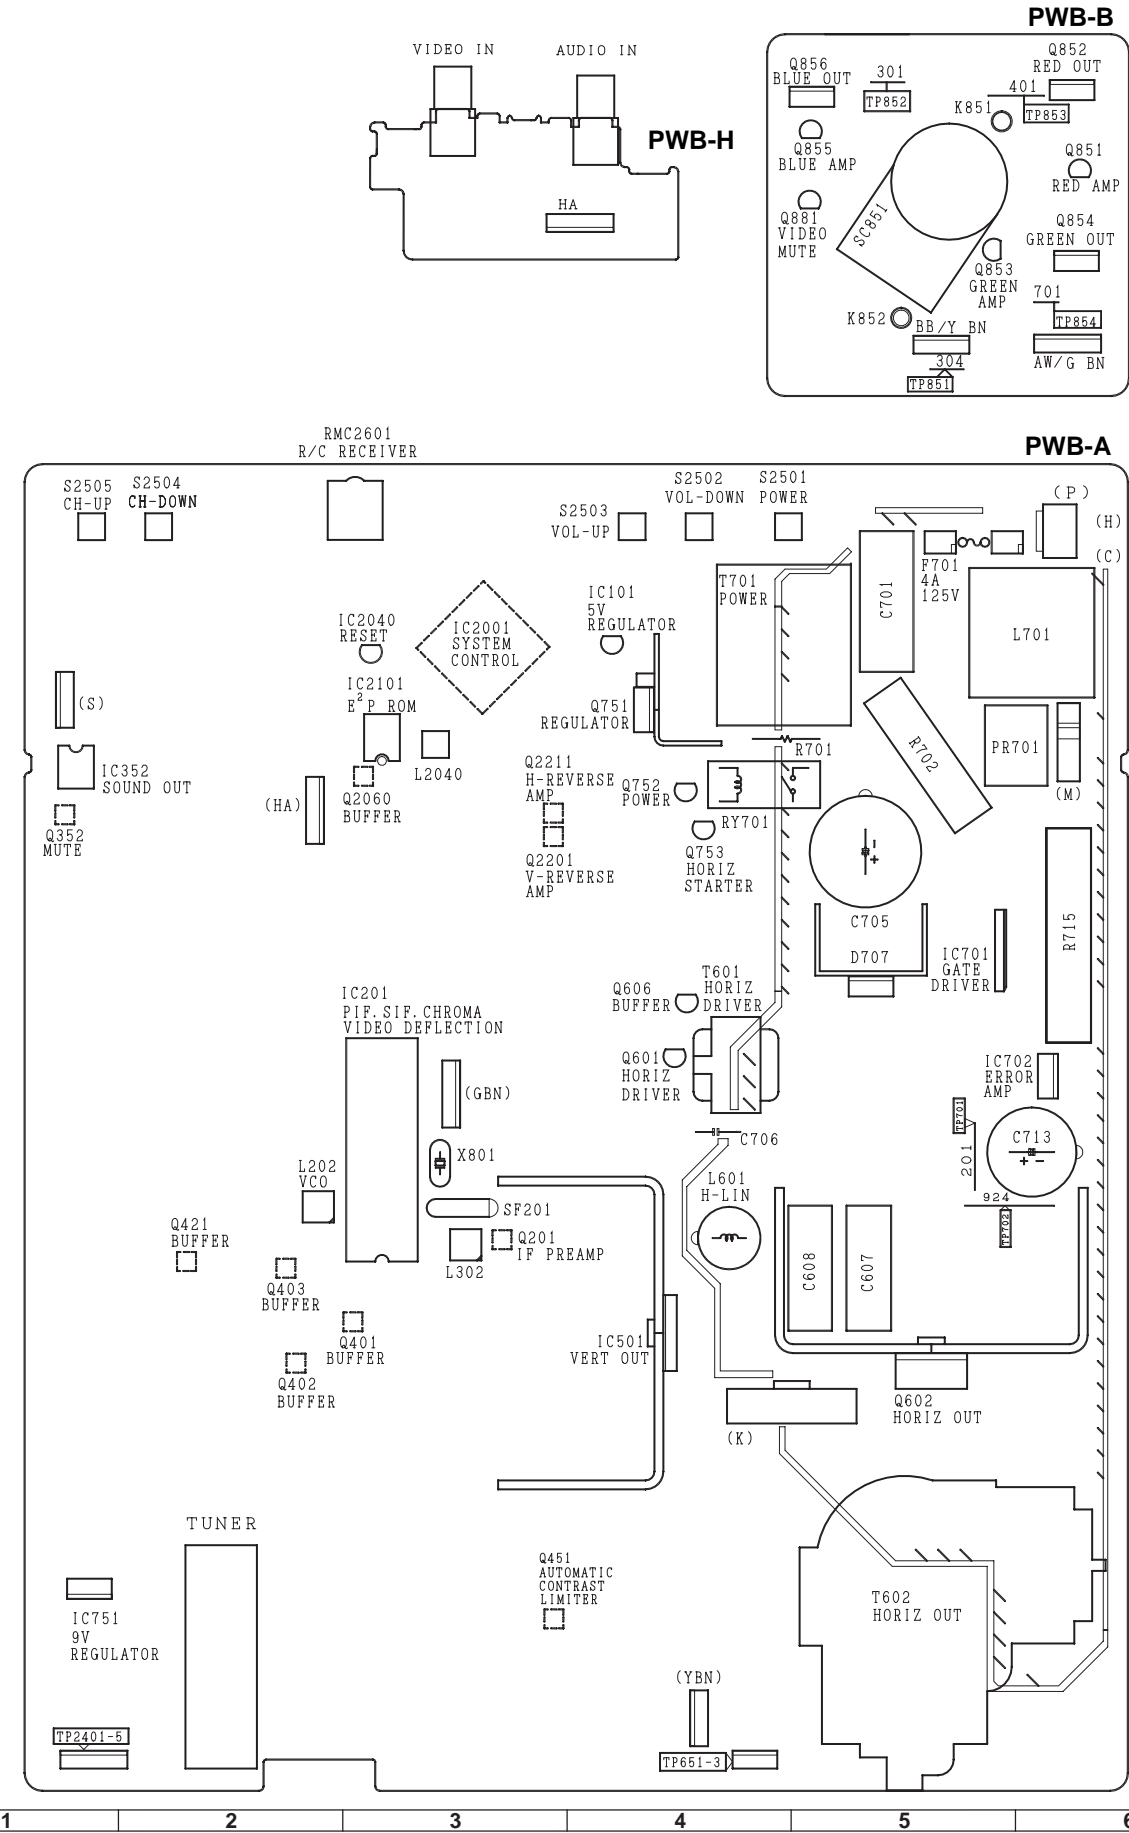 PWB-B
VIDEO IN
AUDIO IN
PWB-H
HA
Q856
BLUE OUT
301
TP852
Q852
RED OUT
401
TP853
K851
Q855
BLUE AMP
Q851
RED AMP
Q881
VIDEO
MUTE
SC851
Q854
GREEN OUT
Q853
GREEN
AMP
701
TP854
K852
BB/Y BN
AW/G BN
304
TP851
PWB-A
RMC2601
R/C RECEIVER
S2505
CH-UP
S2504
CH-DOWN
S2503
VOL-UP
S2502
VOL-DOWN
S2501
POWER
(P)
(H)
(C)
F701
4A
125V
T701
POWER
C701
L701
IC101
5V
REGULATOR
IC2040
RESET
IC2001
SYSTEM
CONTROL
IC2101
E2P ROM
(S)
Q751
REGULATOR
R701
R702
PR701
(M)
IC352
SOUND OUT
L2040
Q2211
H-REVERSE
AMP
Q752
POWER
RY701
(HA)
Q2060
BUFFER
Q352
MUTE
Q2201
V-REVERSE
AMP
Q753
HORIZ
STARTER
- +
C705
D707
IC701
GATE
DRIVER
R715
IC201
PIF. SIF. CHROMA
VIDEO DEFLECTION
Q606
BUFFER
T601
HORIZ
DRIVER
Q601
HORIZ
DRIVER
IC702
ERROR
AMP
(GBN)
TP701
C706
C713
+ -
201
X801
L202
VCO
L601
H-LIN
924
TP702
SF201
Q421
BUFFER
Q201
IF PREAMP
L302
C608
C607
Q403
BUFFER
Q401
BUFFER
IC501
VERT OUT
Q402
BUFFER
Q602
HORIZ OUT
(K)
TUNER
Q451
AUTOMATIC
CONTRAST
LIMITER
T602
HORIZ OUT
IC751
9V
REGULATOR
(YBN)
TP2401-5
TP651-3
1 2 3 4 5 6